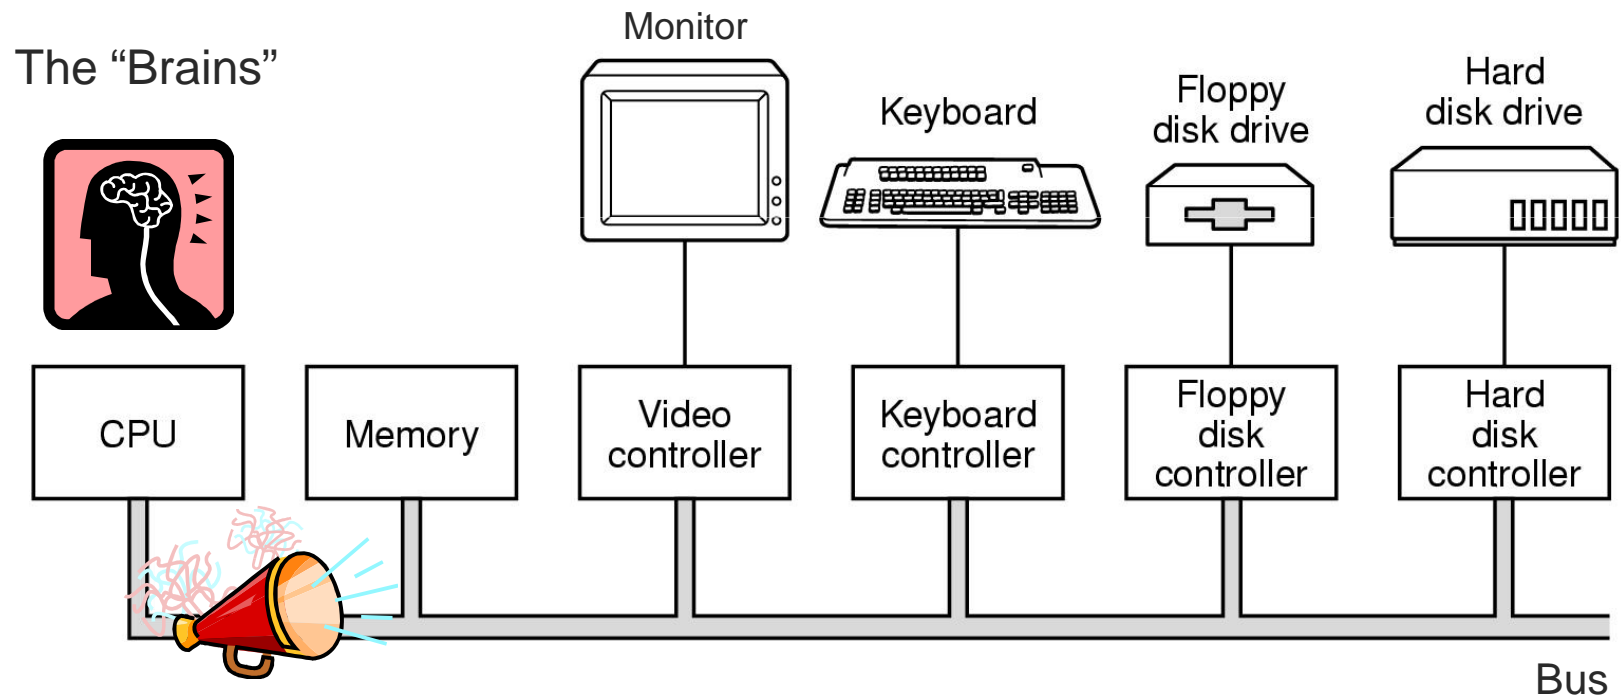 The “Brains”
Monitor
Keyboard
Floppy
disk drive
Hard
disk drive
CPU
Memory
Video
controller
Keyboard
controller
Floppy
disk
controller
Hard
disk
controller
Bus